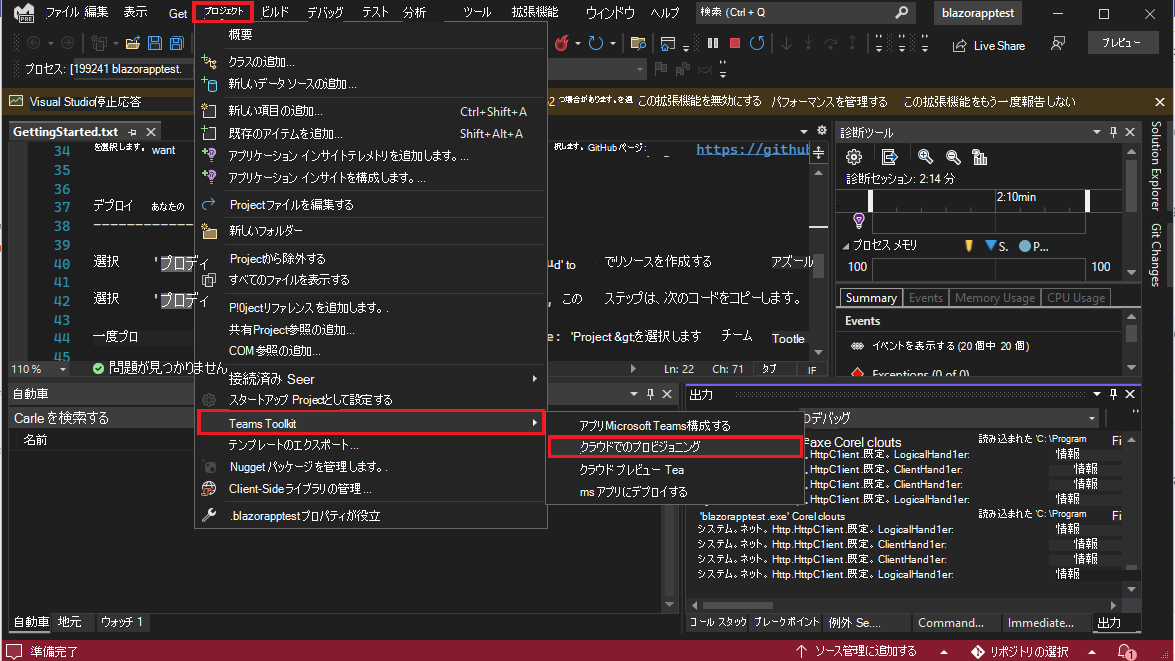 ファイル 編集 表示 Get プロジェクト ビルド デバッグ テスト 分析 ツール 拡張機能 ウィンドウ ヘルプ 検索 (Ctrl + Q blazorapptest
Live Share プレビュー
プロセス: [199241 blazorapptest.
Visual Studio停止応答
この拡張機能を無効にする パフォーマンスを管理する この拡張機能をもう一度報告しない
GettingStarted.txt
34 を選択します。want
択します。GitHubページ: https://github
35
36
37 デプロイ あなたの
38 -------------
39
40 選択 'プロディ
ud' to でリソースを作成する アズール
41
42 選択 'プロディ
, この ステップは、次のコードをコピーします。
43
44 一度プロ
e: 'Project &gtを選択します チーム Tootle
45
110 % 問題が見つかりません
Ln: 22 Ch: 71 タブ IF
概要
クラスの追加...
新しいデータ ソースの追加...
新しい項目の追加... Ctrl+Shift+A
既存のアイテムを追加... Shift+Alt+A
アプリケーション インサイトテレメトリを追加します。...
アプリケーション インサイトを構成します。...
Projectファイルを編集する
新しいフォルダー
Projectから除外する
すべてのファイルを表示する
P!0jectリファレンス を追加します。.
共有Project参照の追加...
COM 参照の追加...
接続済み Seer
スタートアップ Projectとして設定する
Teams Toolkit
テンプレートのエクスポート...
Nugget パッケージを管理します。.
Client-Side ライブラリの管理 ...
.blazorapptest プロパティが役立
アプリMicrosoft Teams構成する
クラウドでのプロビジョニング
クラウド プレビュー Tea
ms アプリにデプロイする
診断ツール
診断セッション: 2:14 分
2:10min
プロセス メモリ S. P...
100 100
Summary Events Memory Usage CPU Usage
Events
イベントを表示する (20 個中 20 個)
Exceptions (0 of 0)
Solution Explorer
Git Changes
自動車
Carle を検索する
名前
自動車 地元 ウォッチ 1
出力
Dデバッグ
eaxe Corel clouts 読み込まれた 'C: \Program Fi
.HttpC1ient .既定。LogicalHand1er: 情報
.HttpC1ient .既定。ClientHand1er: 情報
.HttpC1ient .既定。ClientHand1er: 情報
.HttpC1ient .既定。LogicalHand1er: 情報
'blazorapptest .exe' Corel clouts 読み込まれた 'C: \Program Fi
システム。ネット。Http.HttpC1ient .既定。LogicalHand1er: 情報
システム。ネット。Http.HttpC1ient .既定。ClientHand1er: 情報
システム。ネット。Http.HttpC1ient .既定。ClientHand1er: 情報
システム。ネット。Http.HttpC1ient .既定。LogicalHand1er: 情報
コール スタック ブレークポイント 例外 Se.... Command... Immediate... 出力
準備完了 ソース管理に追加する リポジトリの選択 1